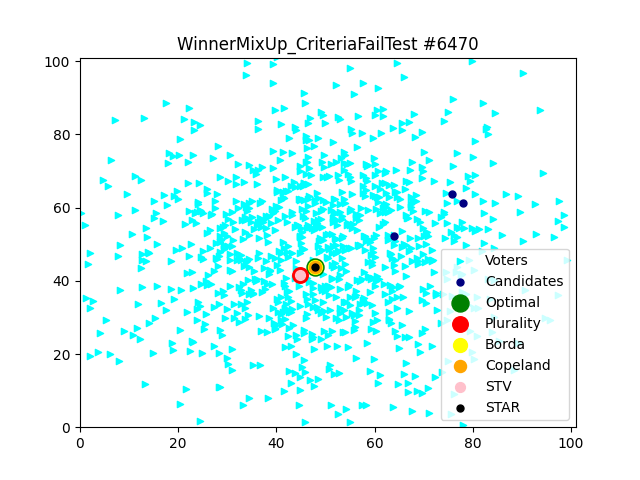 WinnerMixUp_CriteriaFailTest #6470
100
80
60
40
20
0
0 20 40 60 80 100
Voters
Candidates
Optimal
Plurality
Borda
Copeland
STV
STAR